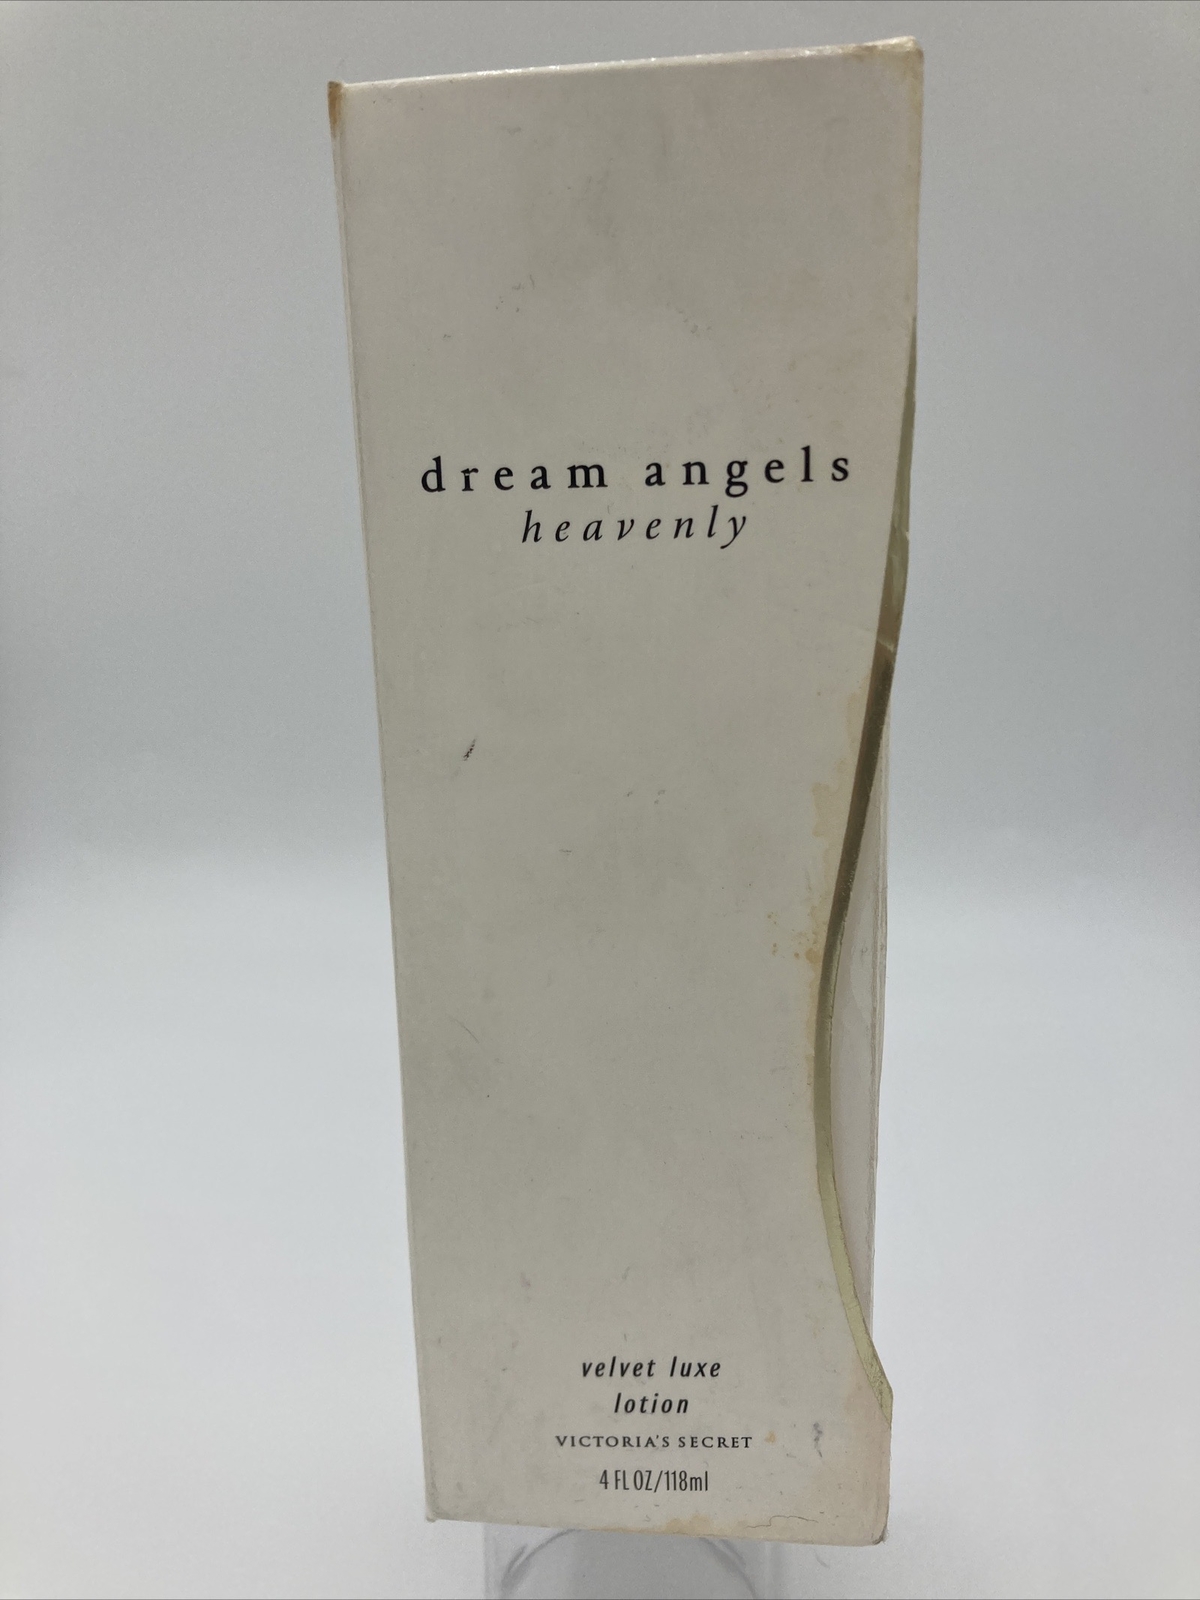 dream angels
heavenly
velvet luxe
lotion
VICTORIA'S SECRET
4 FL OZ/118ml